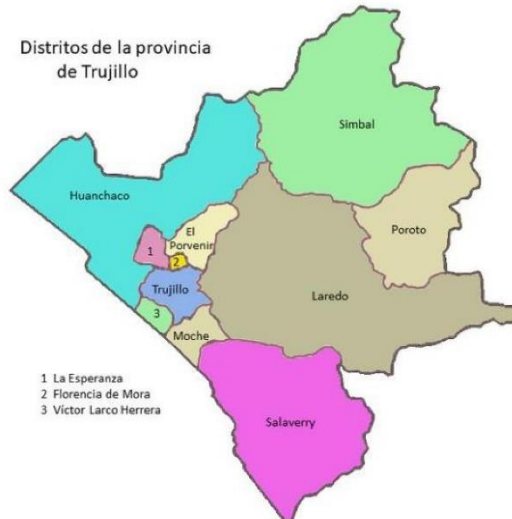 Distritos de la provincia
de Trujillo
Simbal
Huanchaco
El
Porvenir
Poroto
1
2
Trujillo
Laredo
3
Moche
1 La Esperanza
2 Florencia de Mora
3 Víctor Larco Herrera
Salaverry